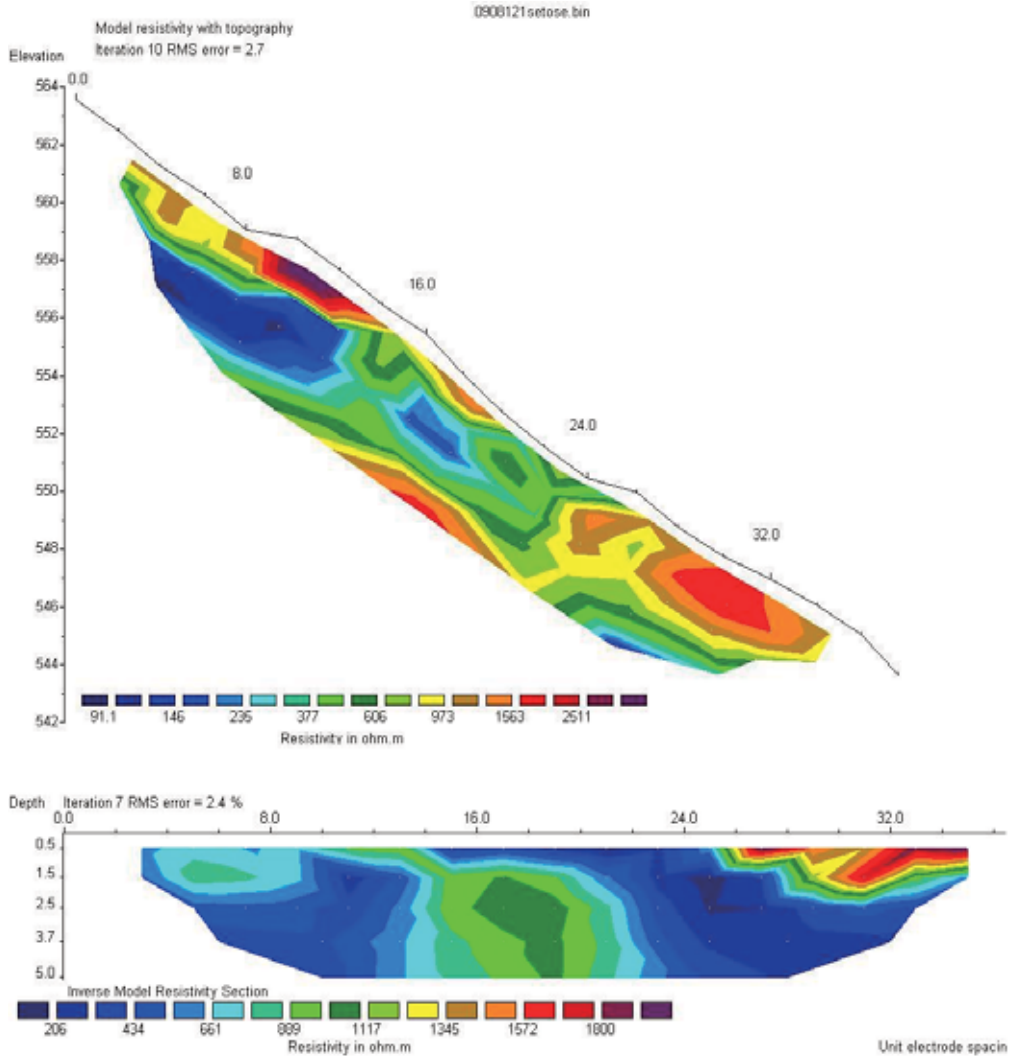 0908121setose.bin
Model resistivity with topography
Iteration 10 RMS error = 2.7
Elevation
564
0.0
562
8.0
560
558
16.0
556
554
24.0
552
550
32.0
548
546
544
542
91.1 146 235 377 606 973 1563 2511
Resistivity in ohm.m
Depth Iteration 7 RMS error = 2.4 %
0.0 8.0 16.0 24.0 32.0
0.5
1.5
2.5
3.7
5.0
Inverse Model Resistivity Section
206 434 661 889 1117 1345 1572 1800
Resistivity in ohm.m
Unit electrode spacin